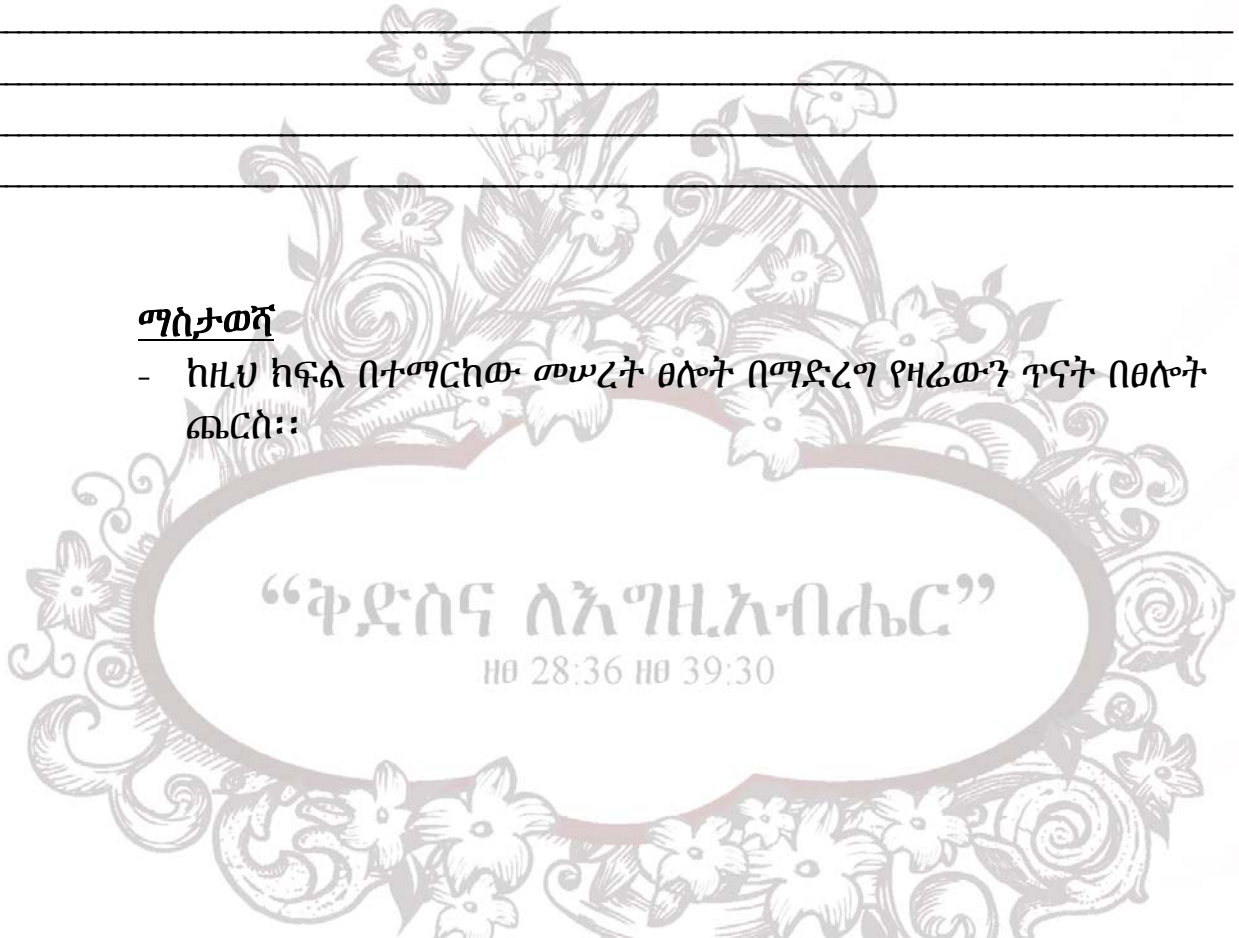 ማስታወሻ
- ከዚህ ክፍል በተማርከው መሠረት ፀሎት በማድረግ የዛሬውን ጥናት በፀሎት
ጨርስ፡፡
“ቅድስና ለእግዚአብሔር”
ዘፀ 28:36 ዘፀ 39:30